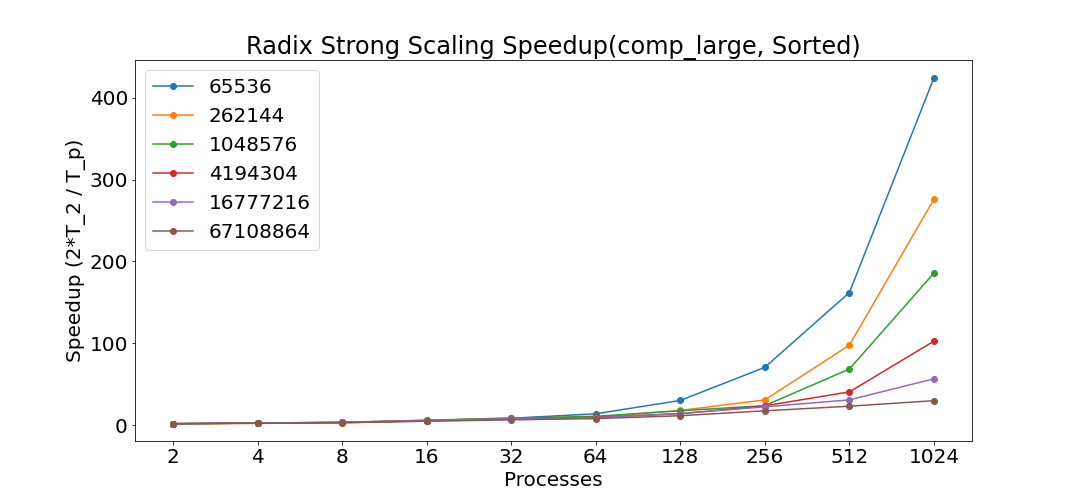 Radix Strong Scaling Speedup(comp_large, Sorted)
65536
262144
1048576
4194304
16777216
67108864
Speedup (2*T_2 / T_p)
400
300
200
100
0
2 4 8 16 32 64 128 256 512 1024
Processes